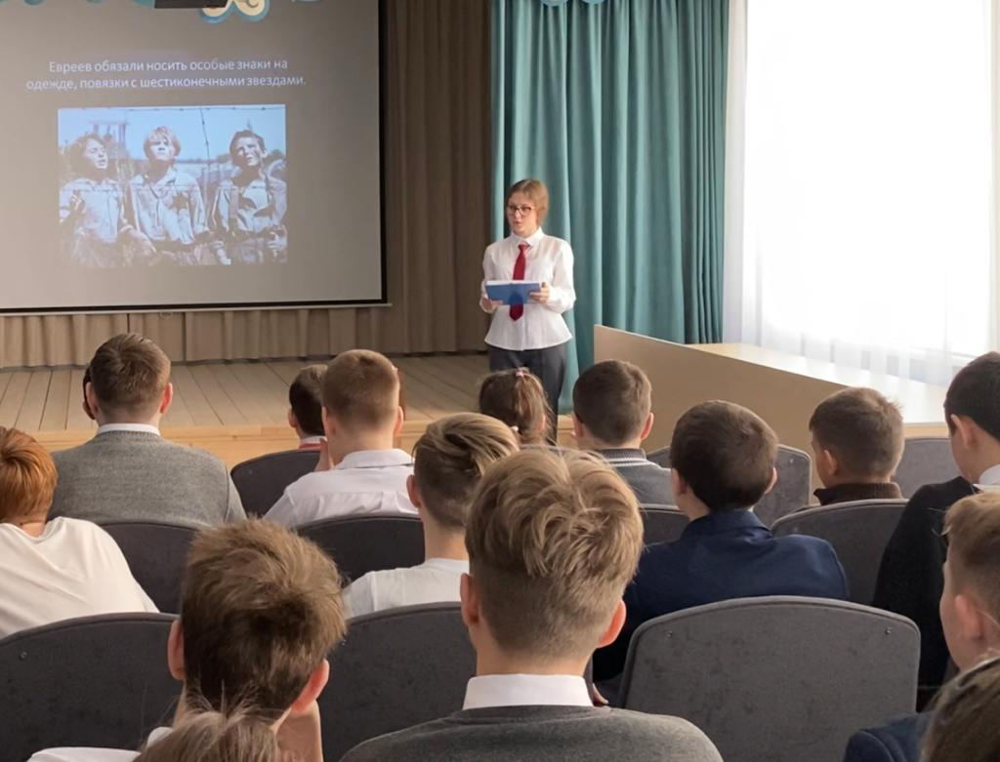 Евреев обязали носить особые знаки на
одежде, повязки с шестиконечными звездами.